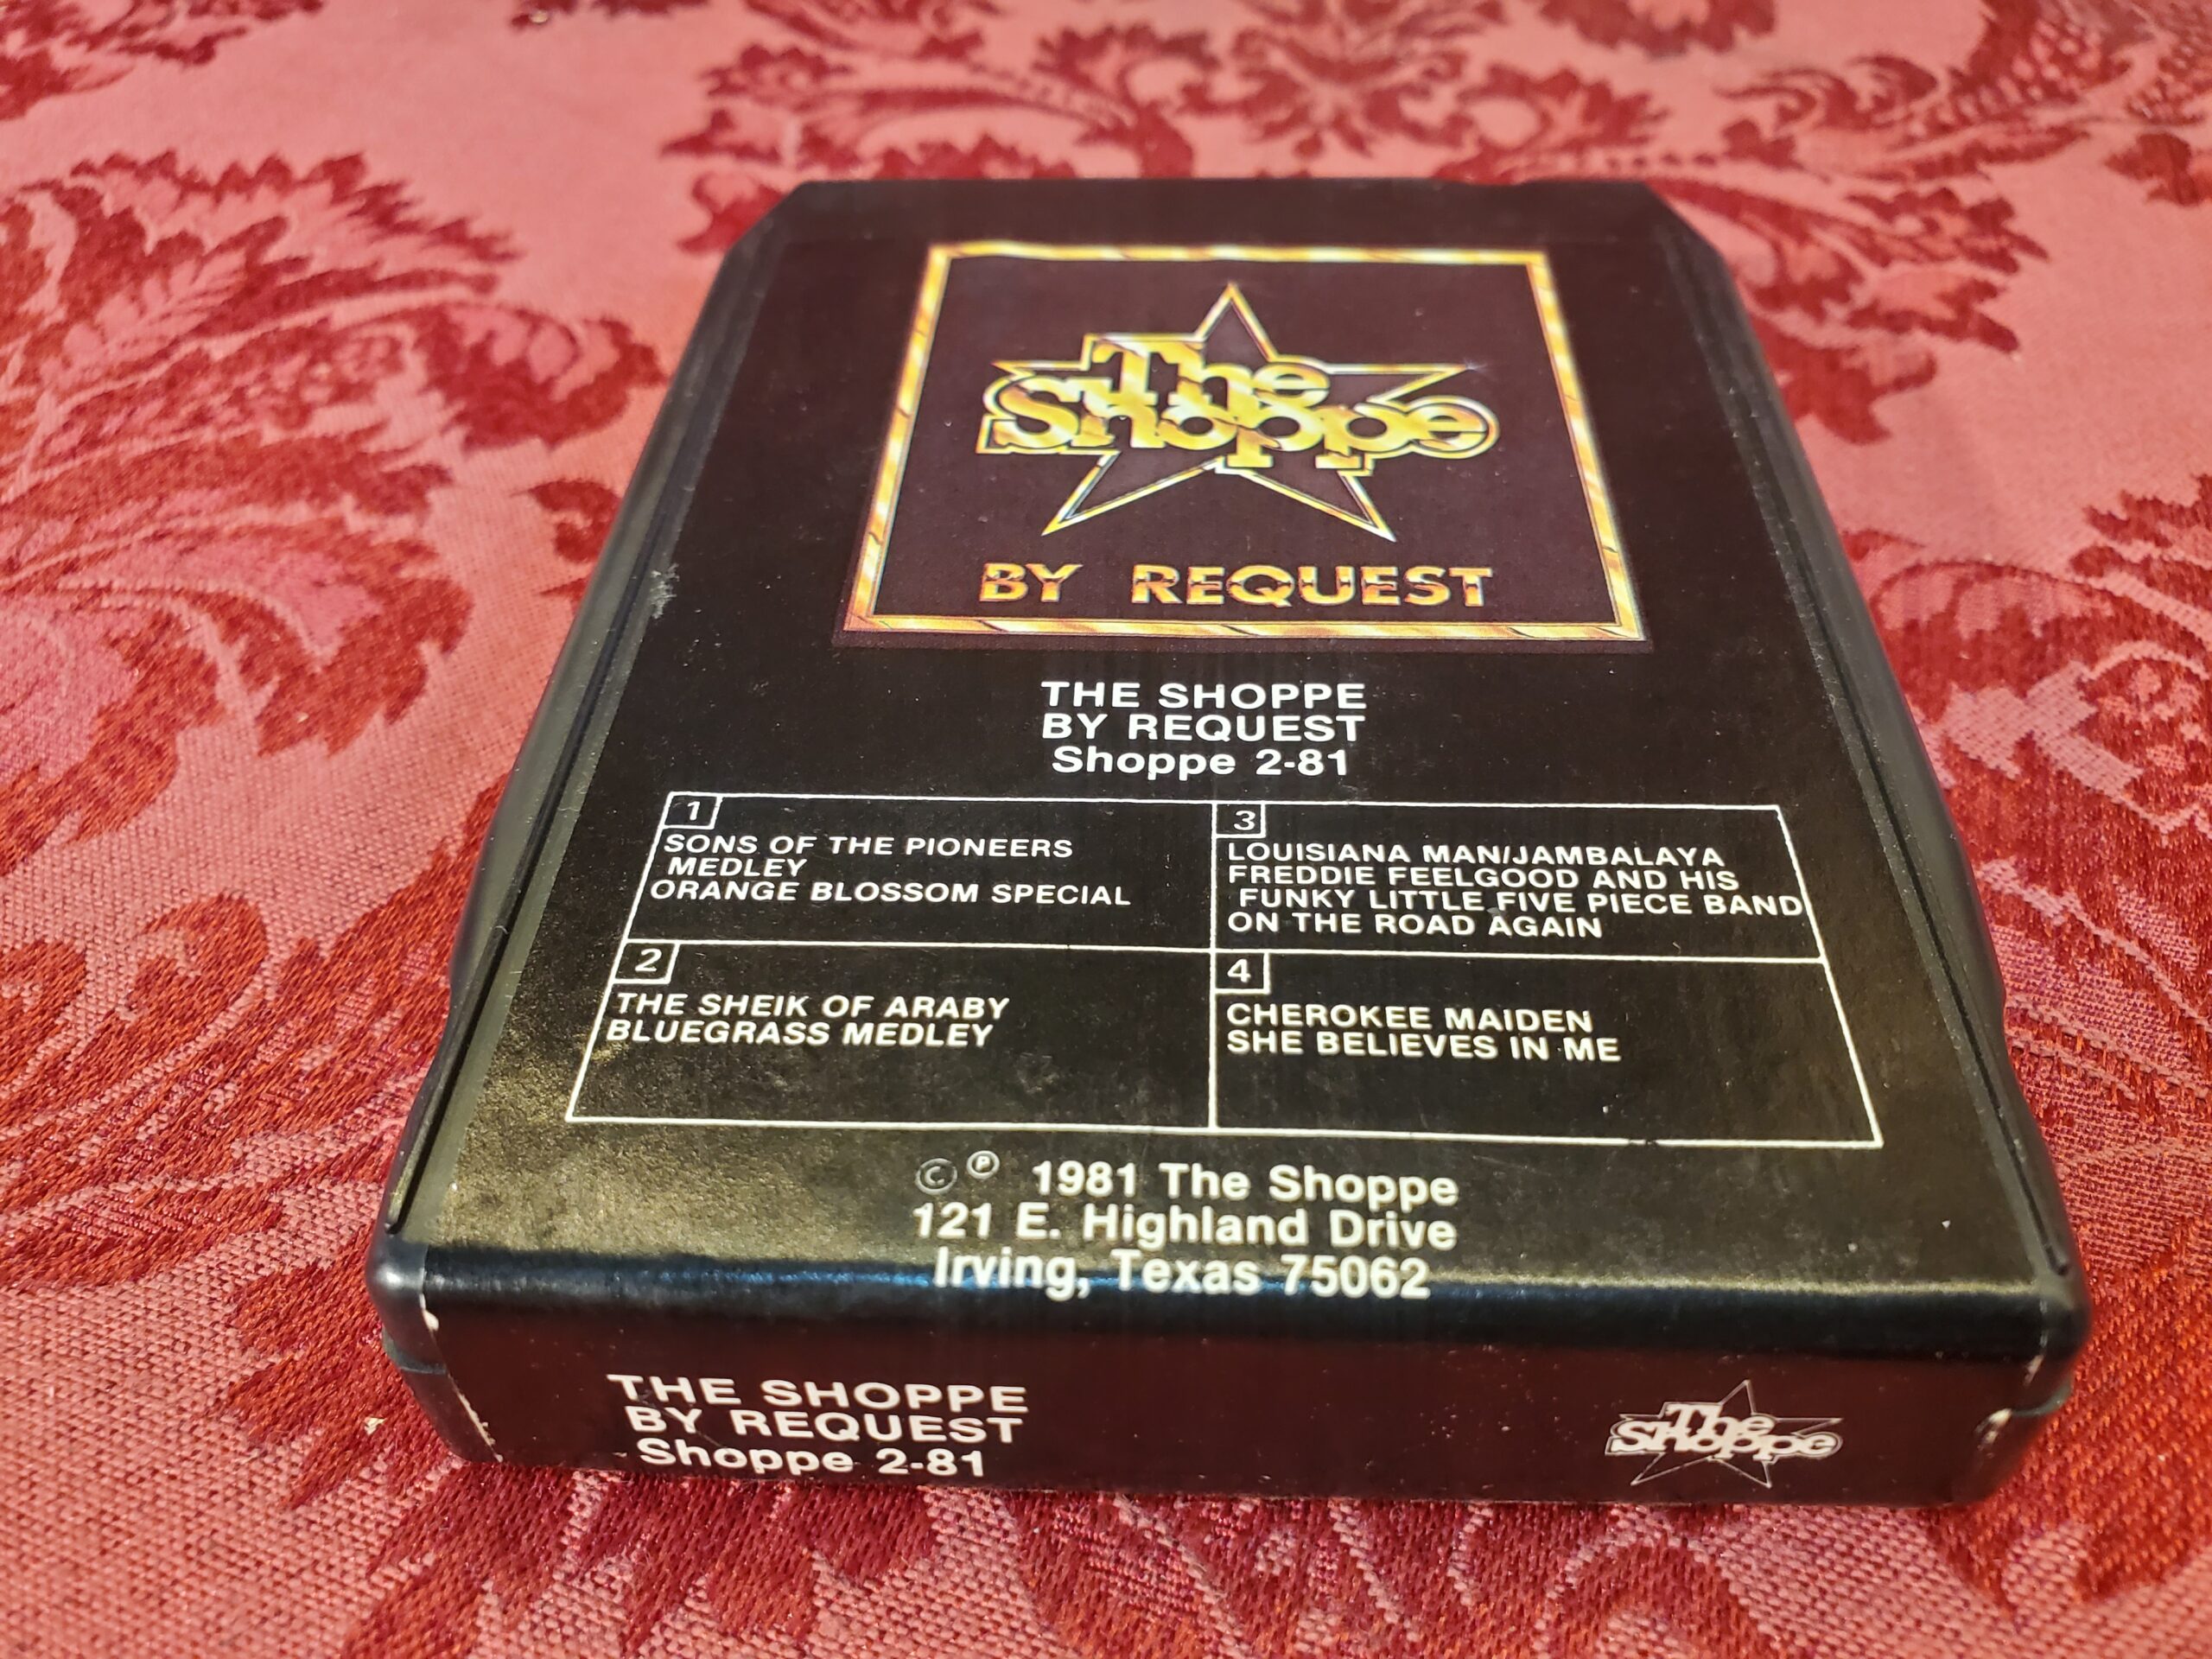 The
Shoppe
BY REQUEST
THE SHOPPE
BY REQUEST
Shoppe 2-81
1
SONS OF THE PIONEERS
MEDLEY
ORANGE BLOSSOM SPECIAL
2
THE SHEIK OF ARABY
BLUEGRASS MEDLEY
3
LOUISIANA MAN/JAMBALAYA
FREDDIE FEELGOOD AND HIS
FUNKY LITTLE FIVE PIECE BAND
ON THE ROAD AGAIN
4
CHEROKEE MAIDEN
SHE BELIEVES IN ME
© ℗ 1981 The Shoppe
121 E. Highland Drive
Irving, Texas 75062
THE SHOPPE
BY REQUEST
Shoppe 2-81
The
Shoppe